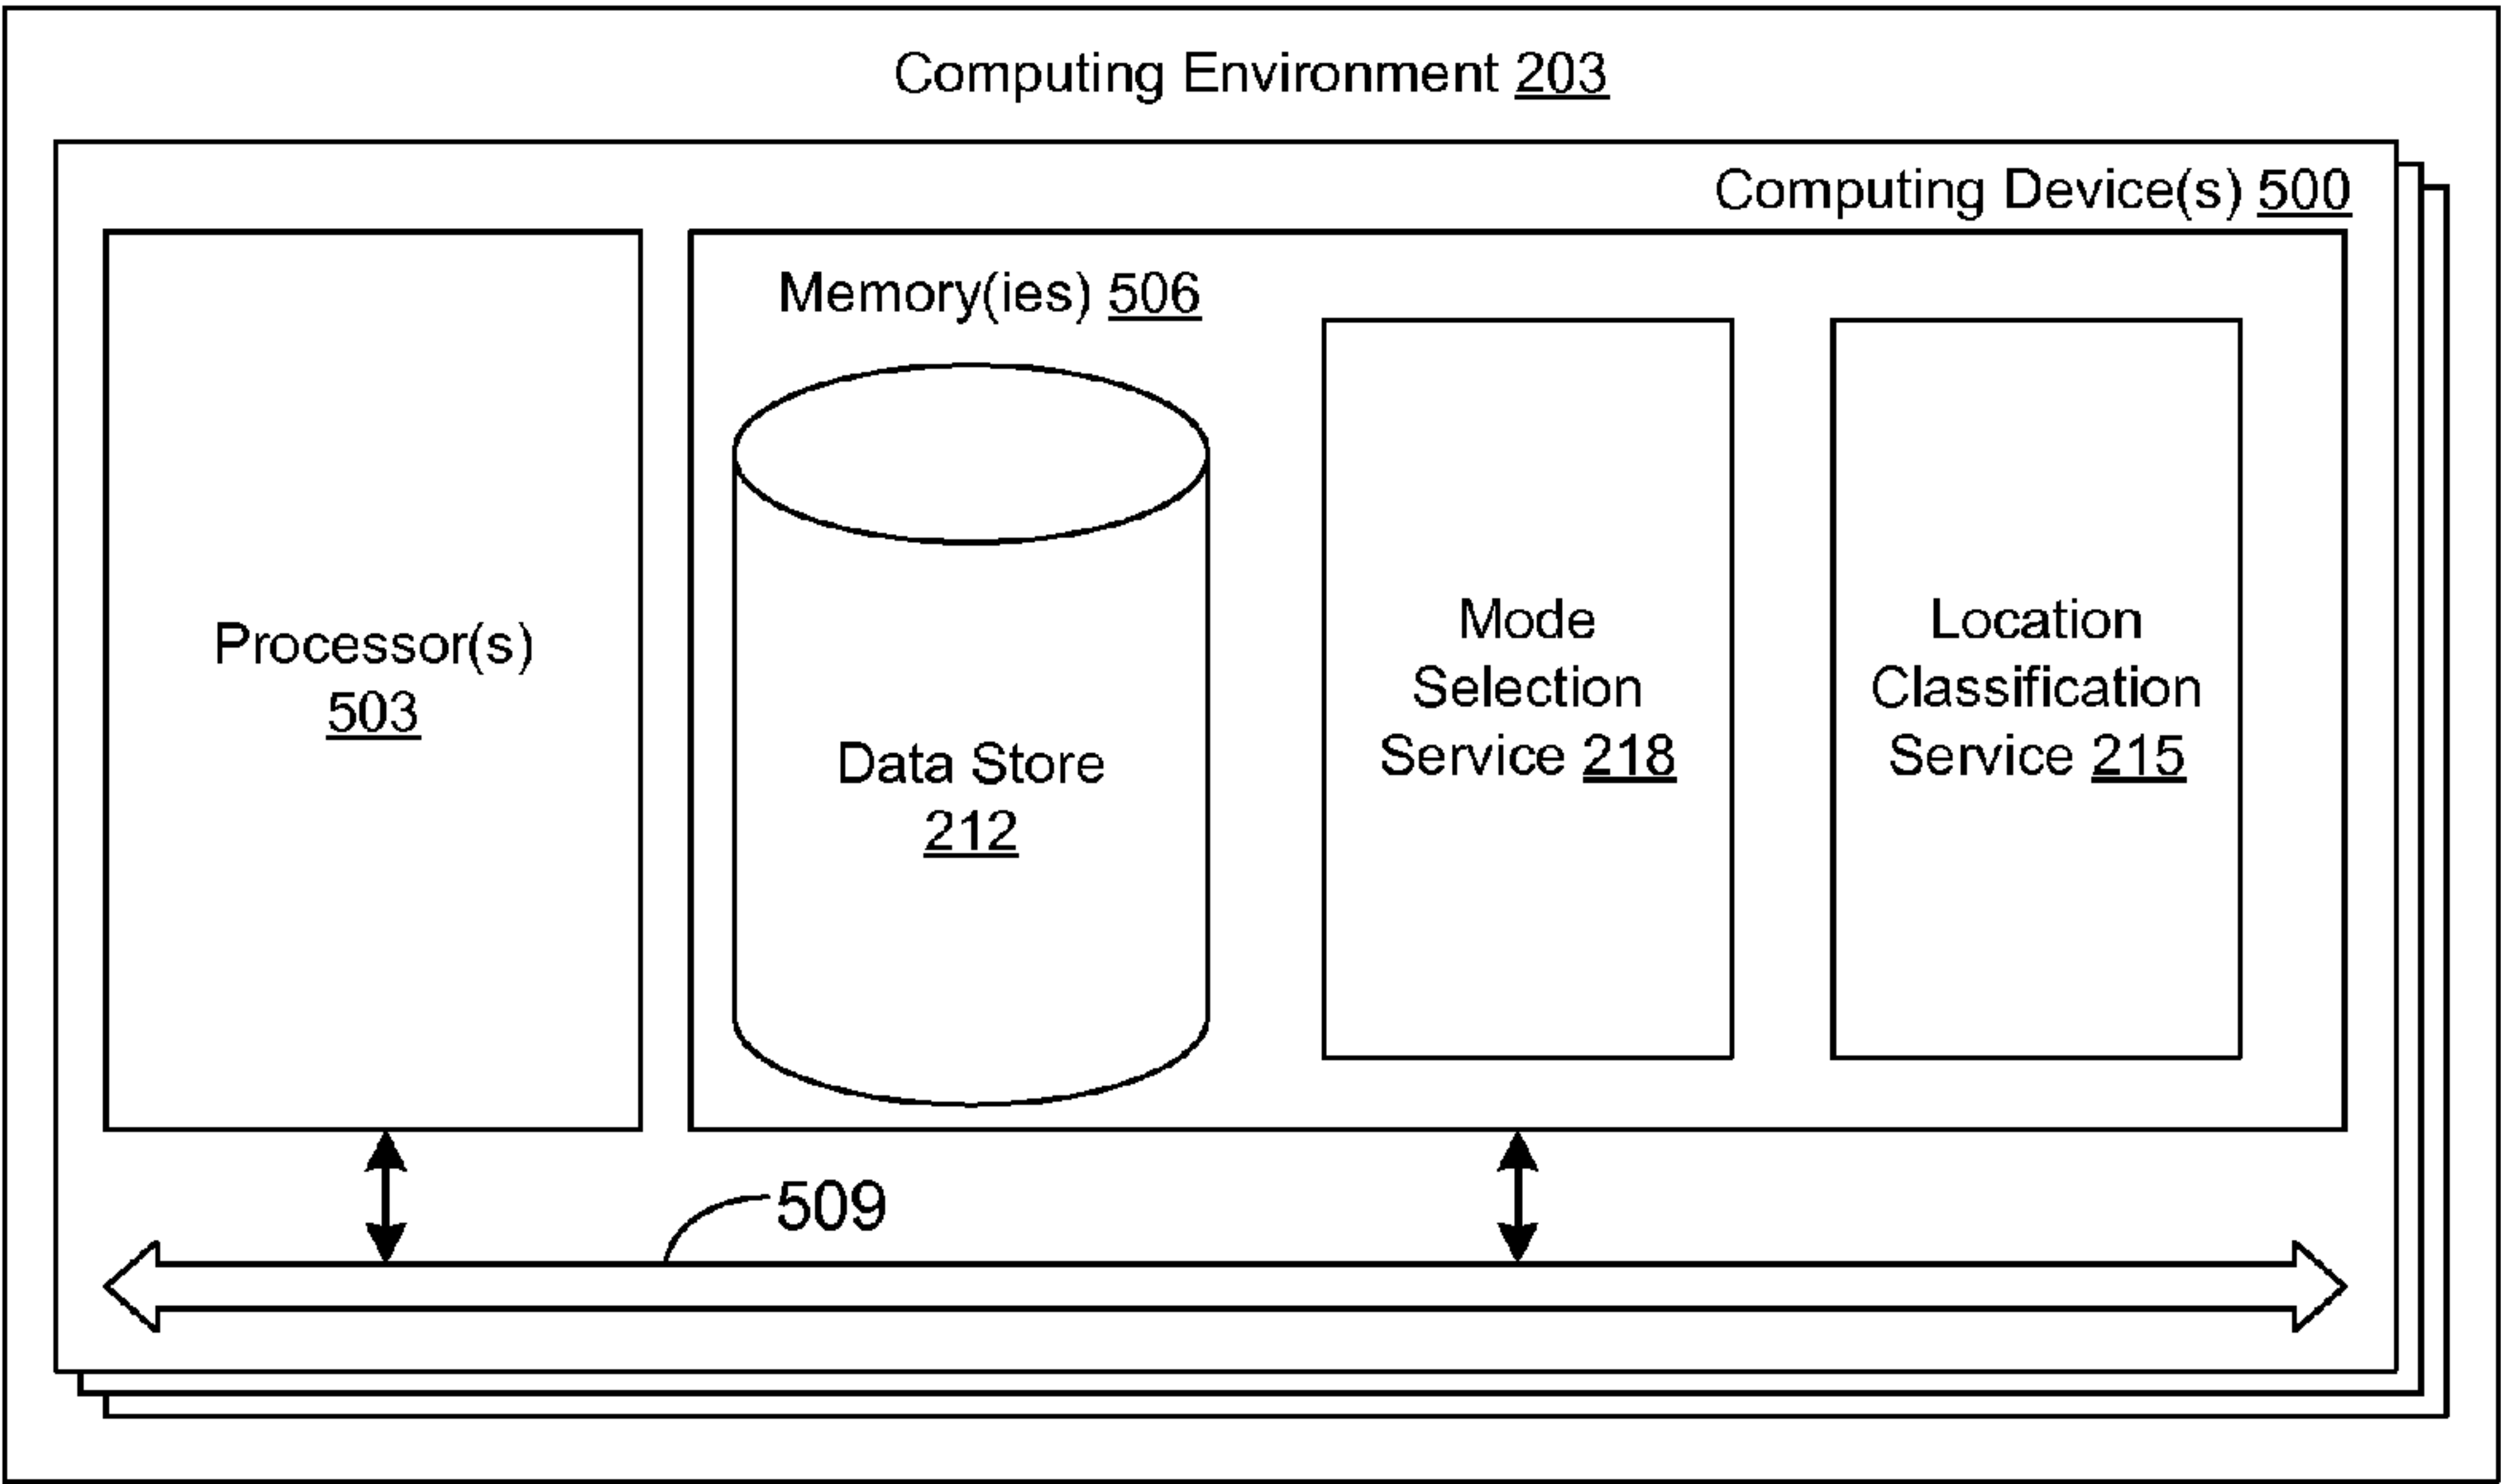 Computing Environment 203
Computing Device(s) 500
Memory(ies) 506
Processor(s)
503
Data Store
212
Mode
Selection
Service 218
Location
Classification
Service 215
509